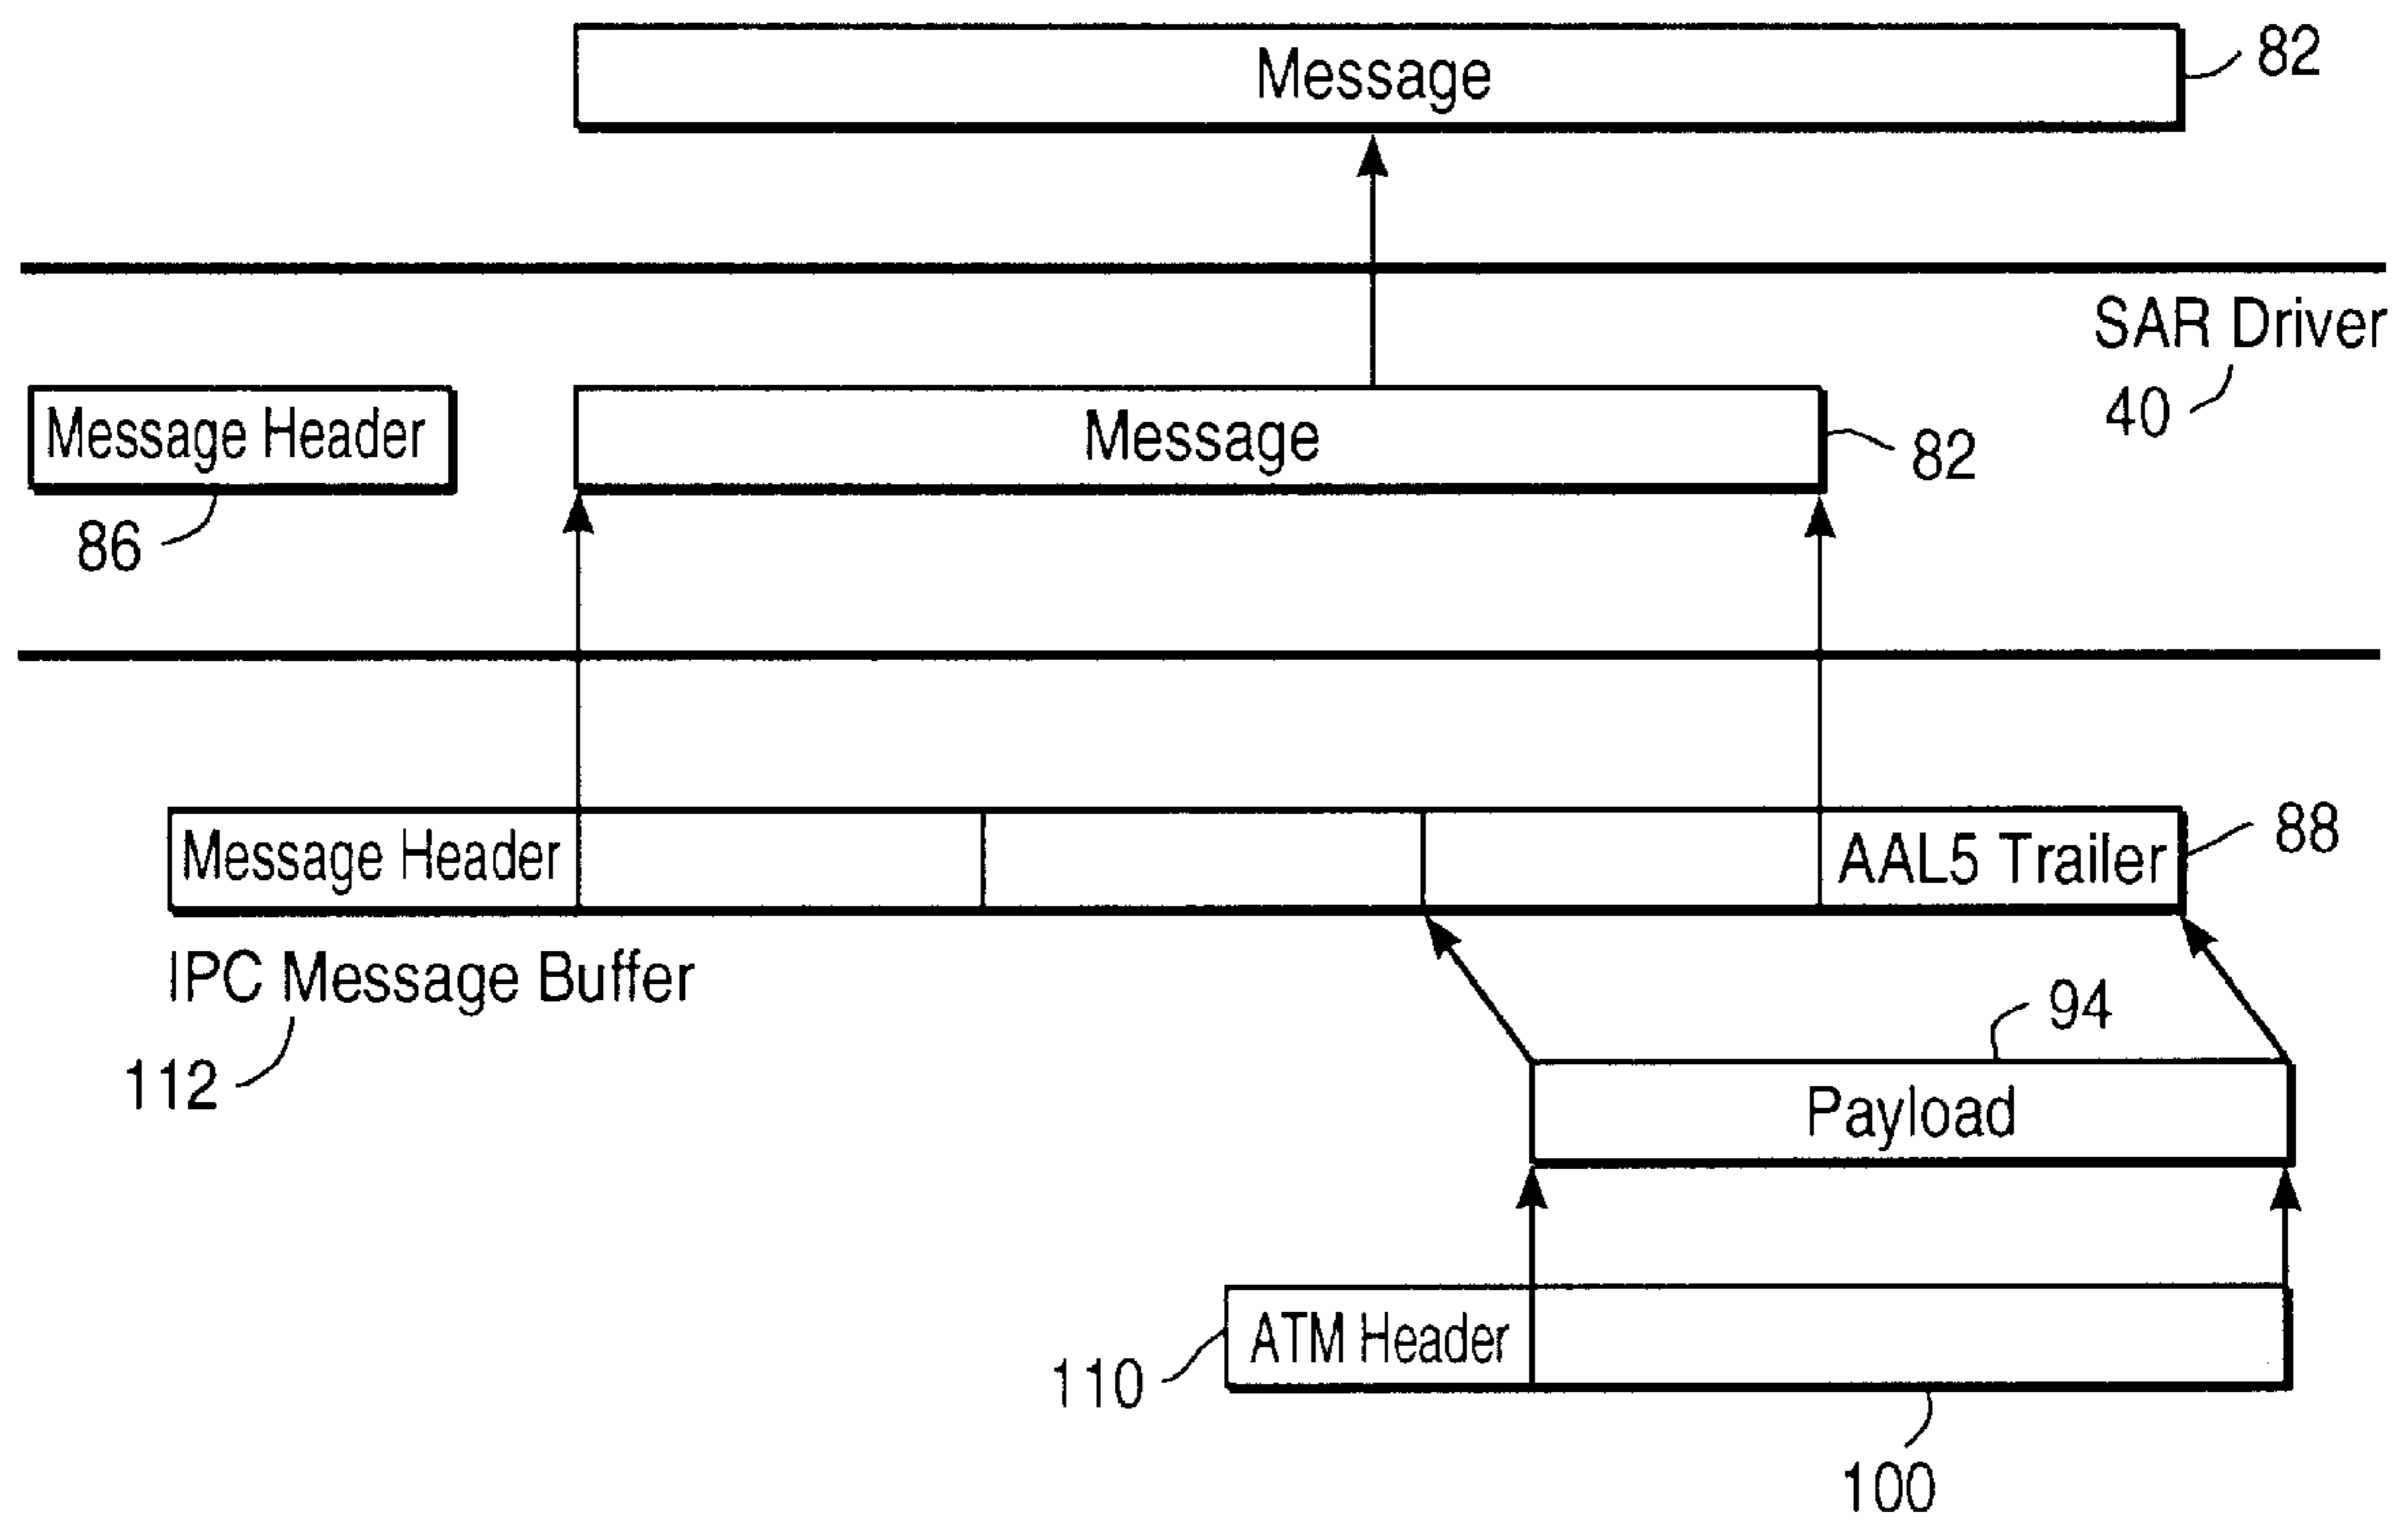 Message
82
SAR Driver
40
Message Header
Message
82
86
Message Header
AAL5 Trailer
88
IPC Message Buffer
112
94
Payload
ATM Header
110
100